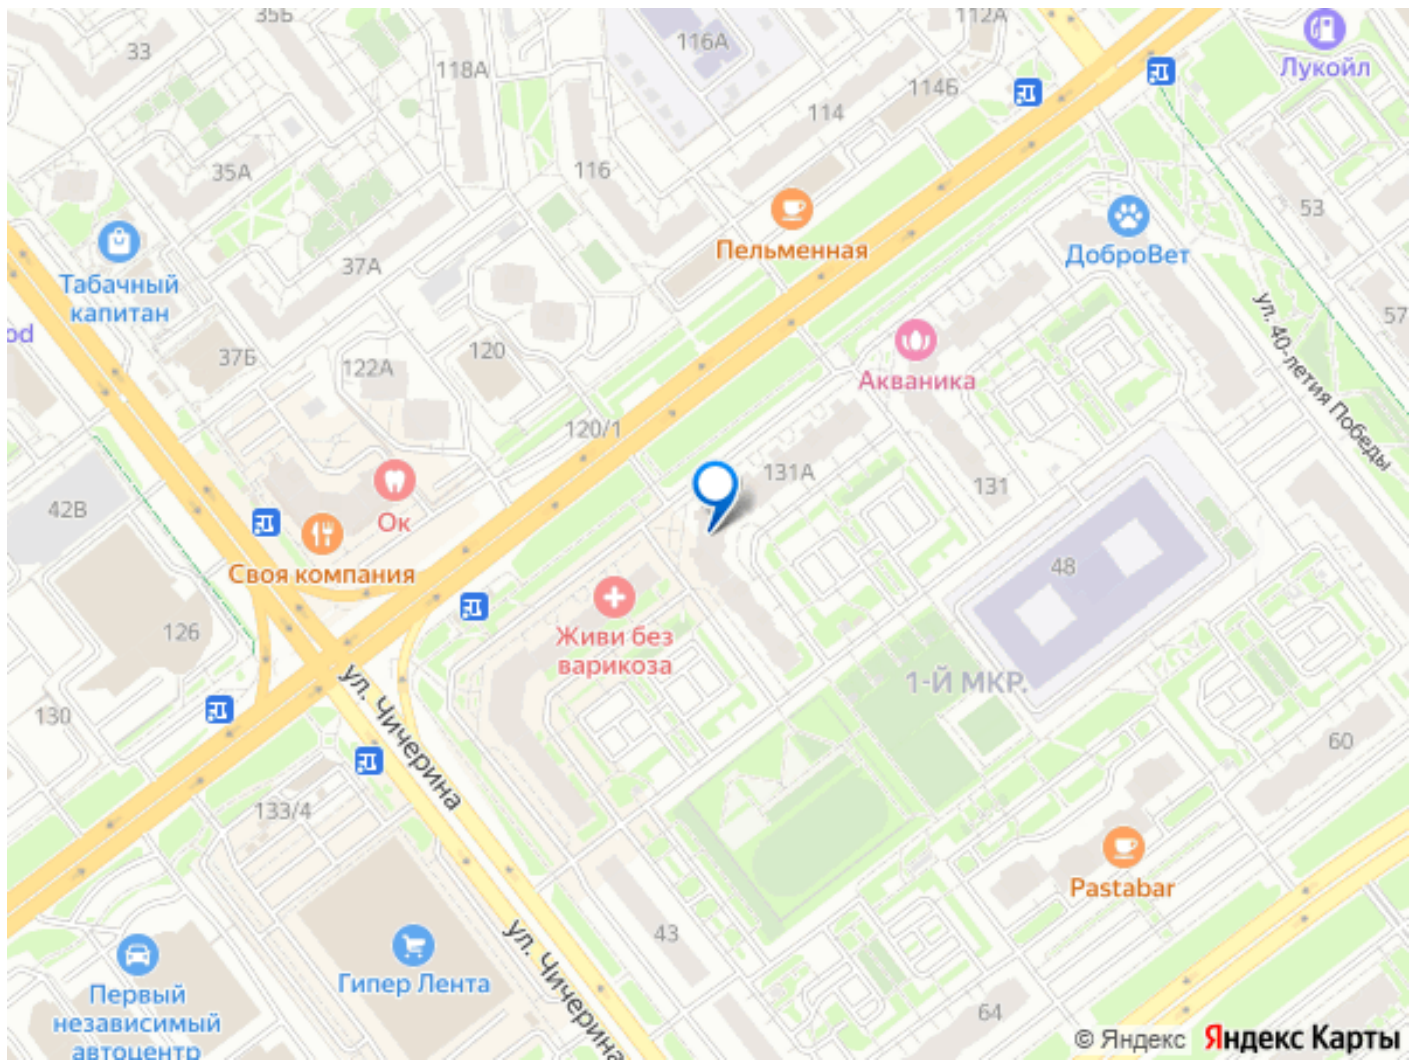 35Б
112А
33
116А
118А
Лукойл
114Б
114
116
35А
53
Пельменная
ДоброВет
37А
Табачный
капитан
57
od
37Б
122А
120
Акваника
ул. 40-летия Победы
120/1
131А
131
42В
Ок
Своя компания
48
126
Живи без
варикоза
1-Й МКР.
130
ул. Чичерина
60
133/4
Pastabar
43
ул. Чичерина
Гипер Лента
Первый
независимый
автоцентр
64
© Яндекс Яндекс Карты